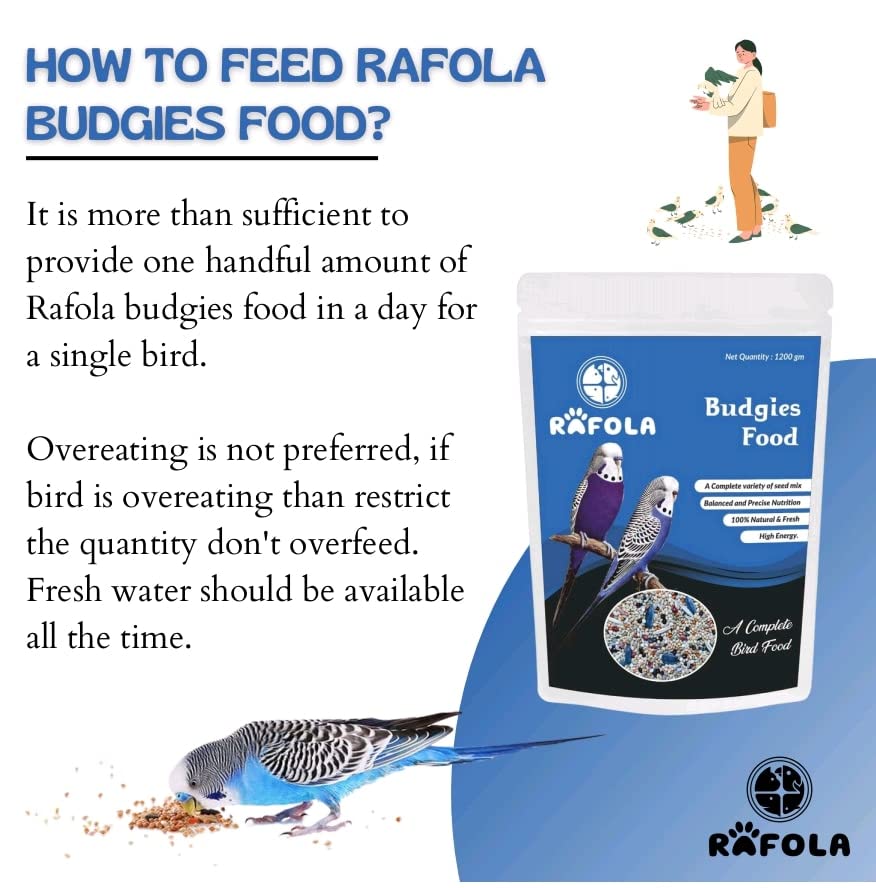 HOW TO FEED RAFOLA
BUDGIES FOOD?
It is more than sufficient to
provide one handful amount of
Rafola budgies food in a day for
a single bird.
Overeating is not preferred, if
bird is overeating than restrict
the quantity don't overfeed.
Fresh water should be available
all the time.
Net Quantity : 1200 gm
RAFOLA
Budgies
Food
A Complete variety of seed mix
Balanced and Precise Nutrition
100% Natural & Fresh
High Energy.
A Complete
Bird Food
RAFOLA